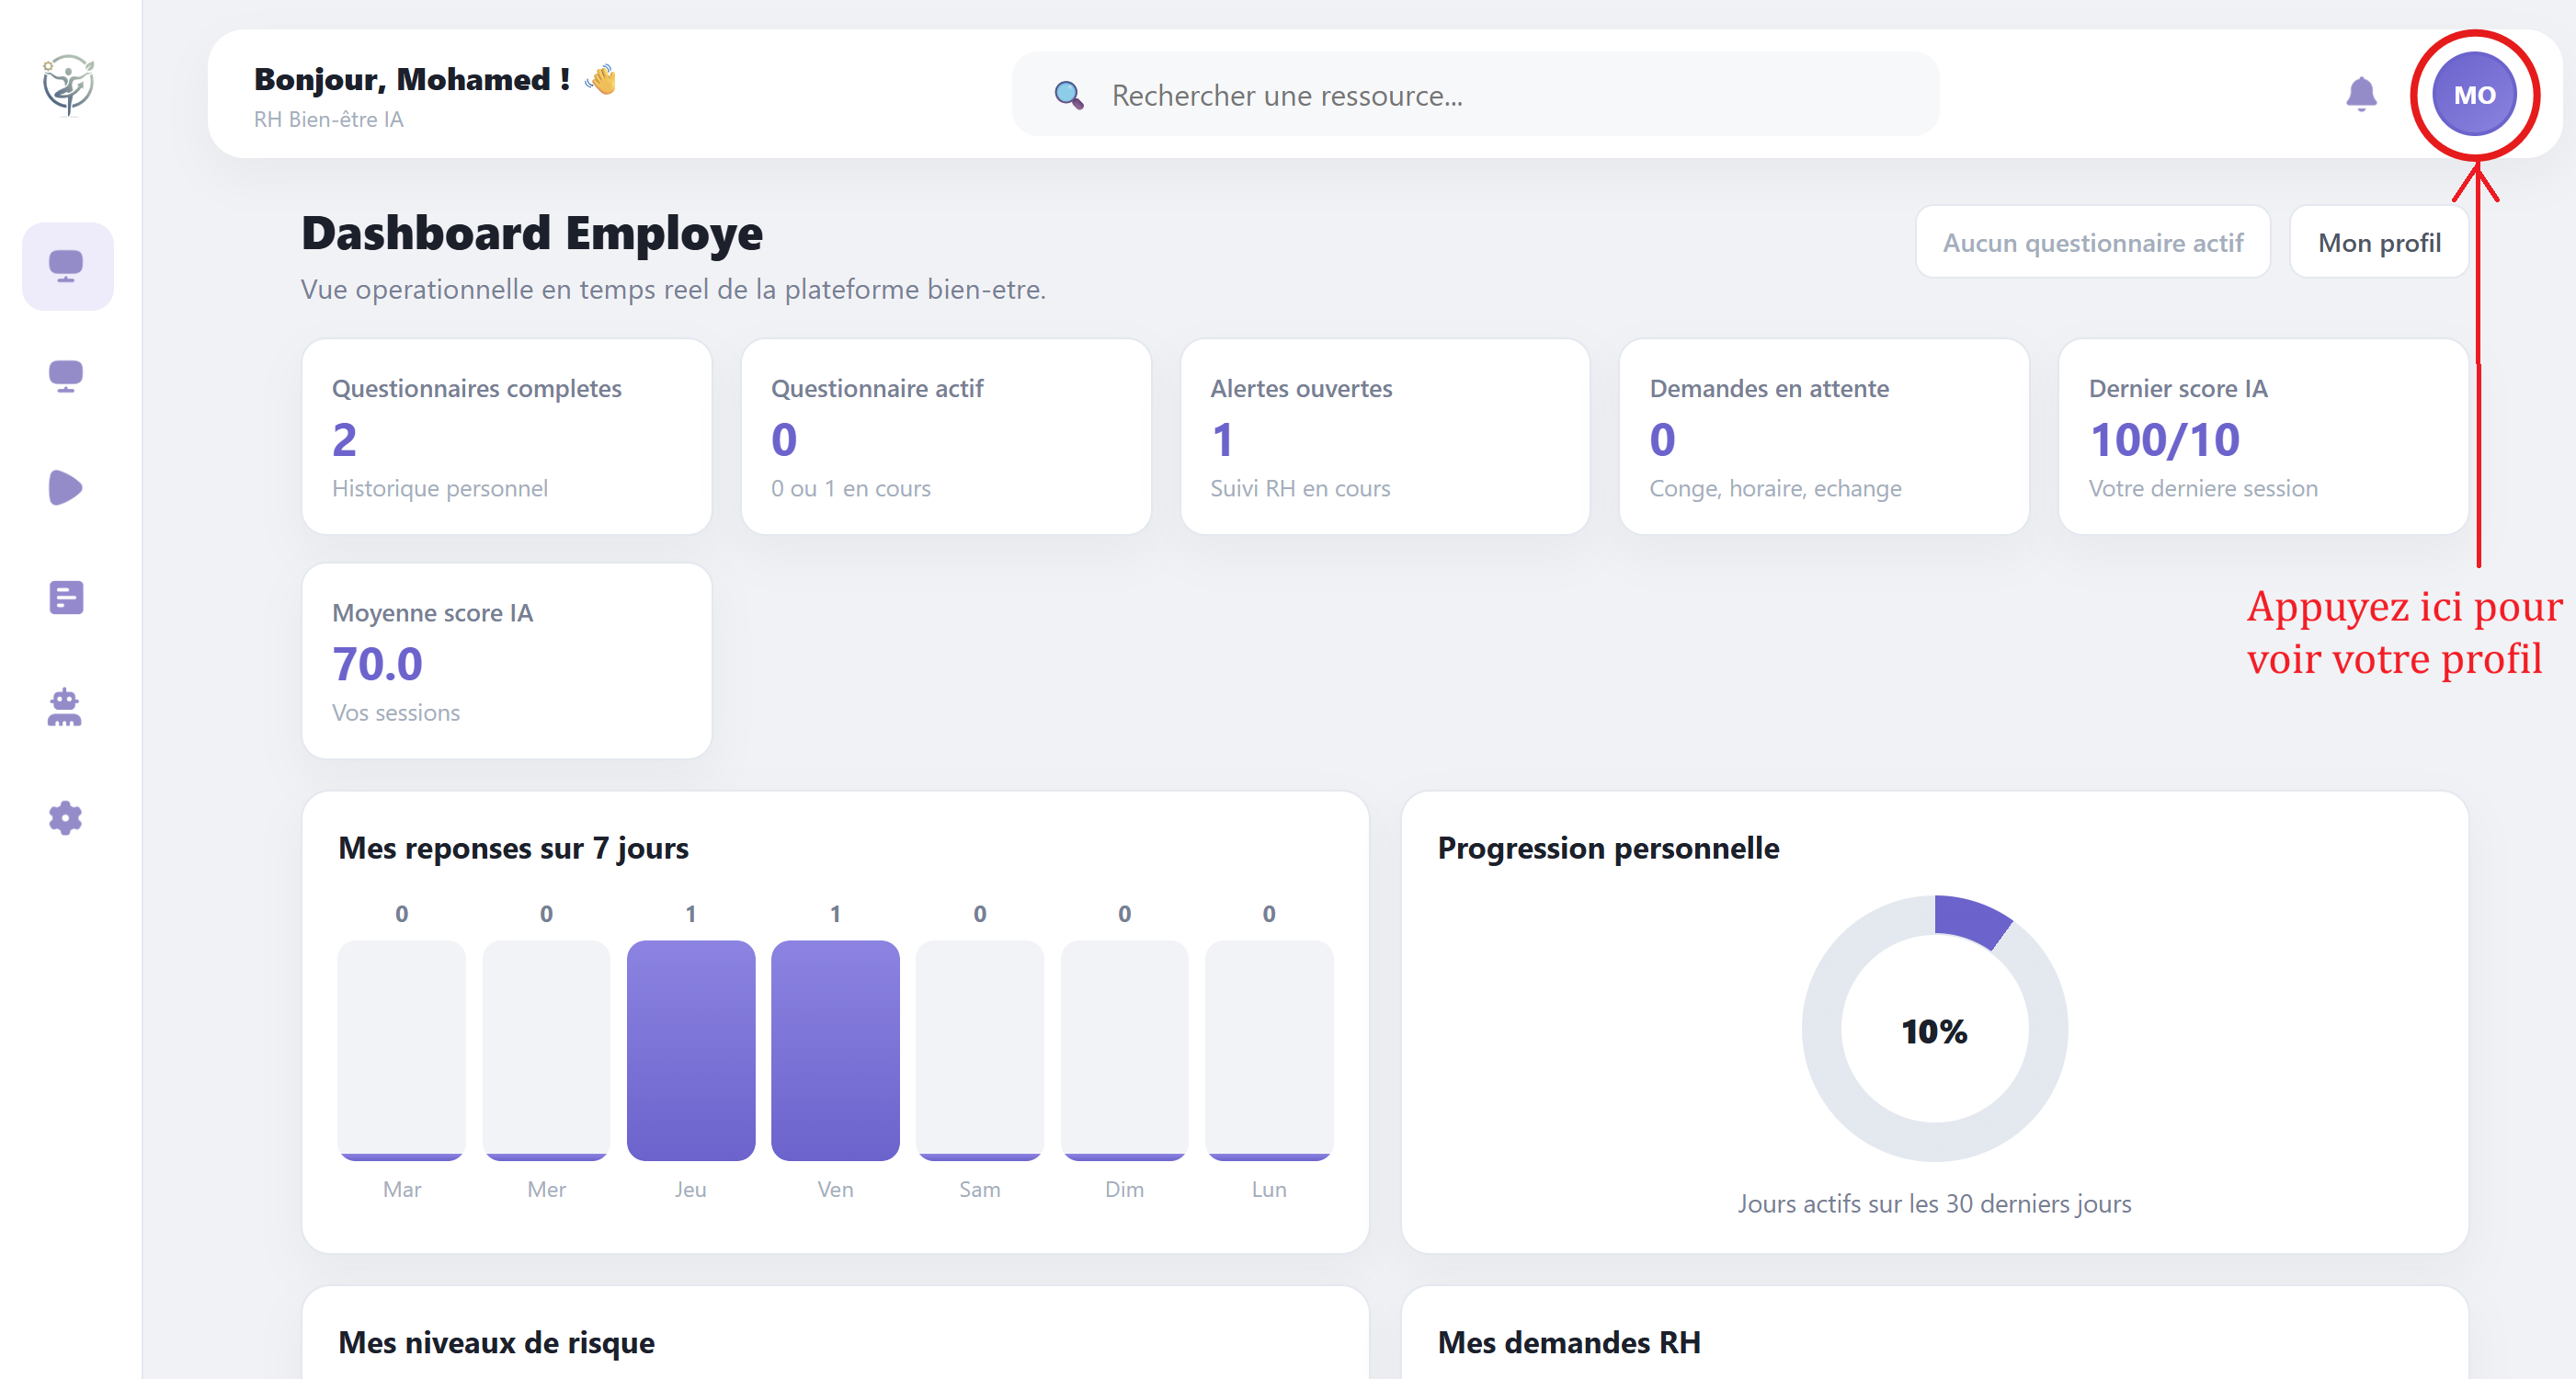 Bonjour, Mohamed ! 👋
RH Bien-être IA
Rechercher une ressource...
MO
Dashboard Employe
Vue operationnelle en temps reel de la plateforme bien-etre.
Aucun questionnaire actif
Mon profil
Questionnaires completes
2
Historique personnel
Questionnaire actif
0
0 ou 1 en cours
Alertes ouvertes
1
Suivi RH en cours
Demandes en attente
0
Conge, horaire, echange
Dernier score IA
100/10
Votre derniere session
Appuyez ici pour
voir votre profil
Moyenne score IA
70.0
Vos sessions
Mes reponses sur 7 jours
0 0 1 1 0 0 0
Mar Mer Jeu Ven Sam Dim Lun
Progression personnelle
10%
Jours actifs sur les 30 derniers jours
Mes niveaux de risque
Mes demandes RH